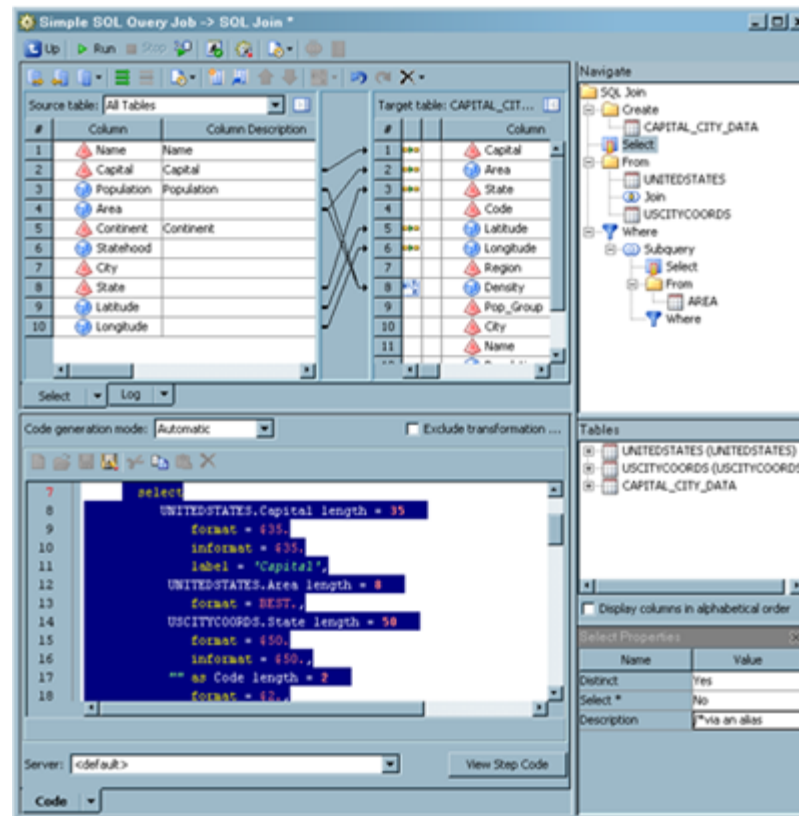 Simple SQL Query Job -> SQL Join *
Up Run Stop
Source table: All Tables
# Column Column Description
1 Name Name
2 Capital Capital
3 Population Population
4 Area
5 Continent Continent
6 Statehood
7 City
8 State
9 Latitude
10 Longitude
Target table: CAPITAL_CIT...
# Column
1 Capital
2 Area
3 State
4 Code
5 Latitude
6 Longitude
7 Region
8 Density
9 Pop_Group
10 City
11 Name
Select Log
Navigate
SQL Join
Create
CAPITAL_CITY_DATA
Select
From
UNITEDSTATES
Join
USCITYCOORDS
Where
Subquery
Select
From
AREA
Where
Code generation mode: Automatic Exclude transformation ...
7 select
8 UNITEDSTATES.Capital length = 35
9 format = $35.
10 informat = $35.
11 label = 'Capital',
12 UNITEDSTATES.Area length = 8
13 format = BEST.,
14 USCITYCOORDS.State length = 50
15 format = $50.
16 informat = $50.,
17 "" as Code length = 2
18 format = $2.,
Server: <default> View Step Code
Code
Tables
UNITEDSTATES (UNITEDSTATES)
USCITYCOORDS (USCITYCOORDS
CAPITAL_CITY_DATA
Display columns in alphabetical order
Select Properties
Name Value
Distinct Yes
Select * No
Description /*via an alias